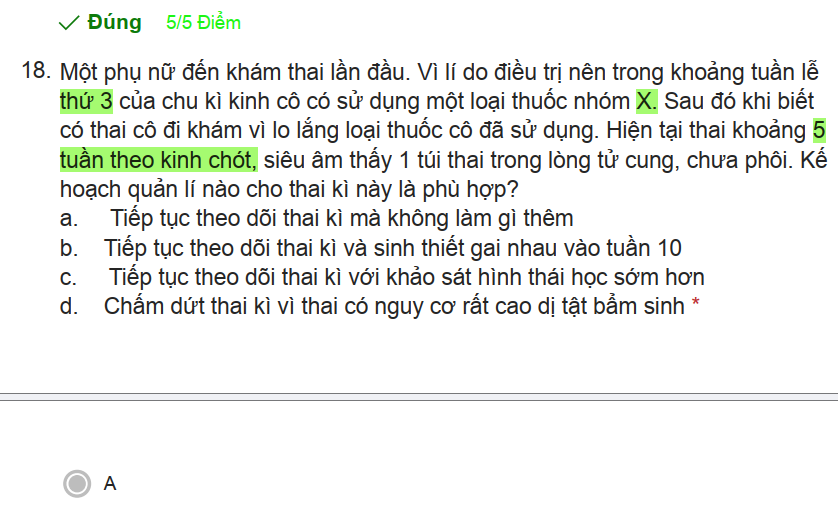 Đúng 5/5 Điểm
18. Một phụ nữ đến khám thai lần đầu. Vì lí do điều trị nên trong khoảng tuần lễ
thứ 3 của chu kì kinh cô có sử dụng một loại thuốc nhóm X. Sau đó khi biết
có thai cô đi khám vì lo lắng loại thuốc cô đã sử dụng. Hiện tại thai khoảng 5
tuần theo kinh chót, siêu âm thấy 1 túi thai trong lòng tử cung, chưa phôi. Kế
hoạch quản lí nào cho thai kì này là phù hợp?
a. Tiếp tục theo dõi thai kì mà không làm gì thêm
b. Tiếp tục theo dõi thai kì và sinh thiết gai nhau vào tuần 10
c. Tiếp tục theo dõi thai kì với khảo sát hình thái học sớm hơn
d. Chấm dứt thai kì vì thai có nguy cơ rất cao dị tật bẩm sinh *
A